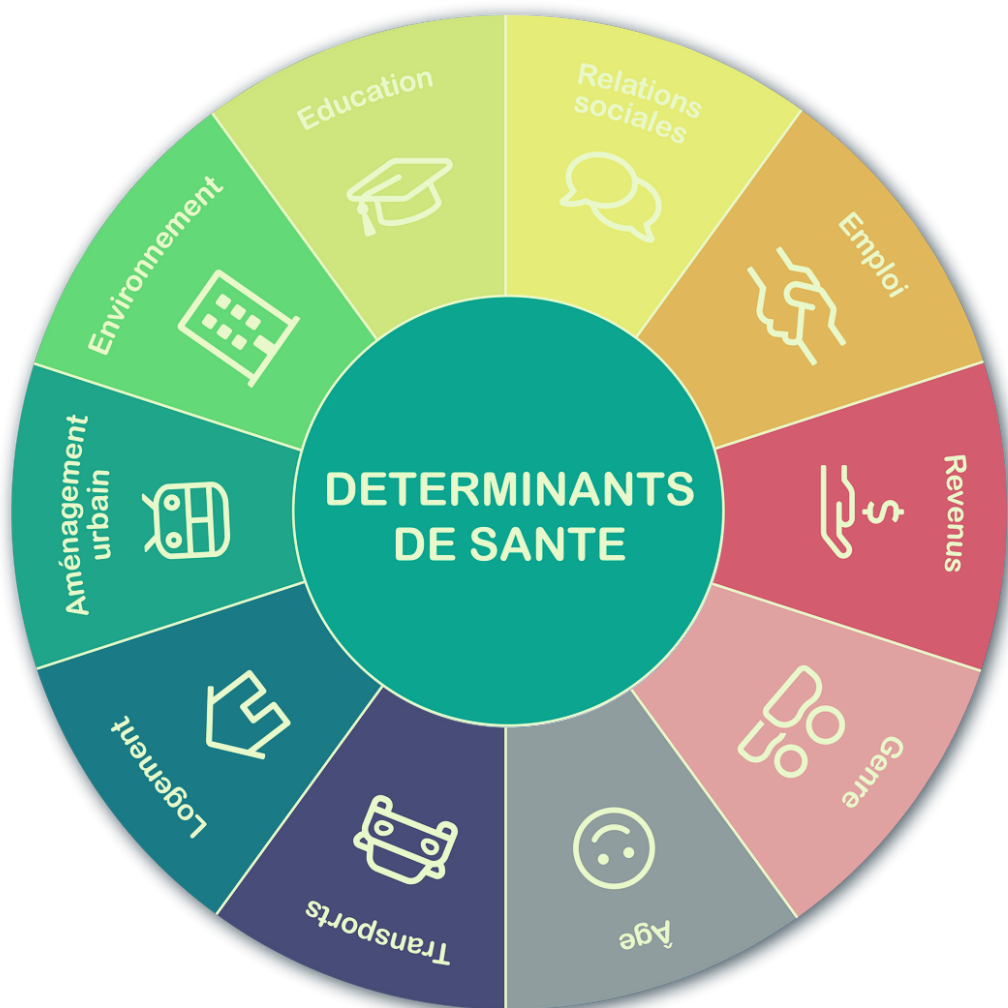 DETERMINANTS
DE SANTE
Education
Relations
sociales
Emploi
Revenus
$
Genre
Âge
Transports
Logement
Aménagement
urbain
Environnement